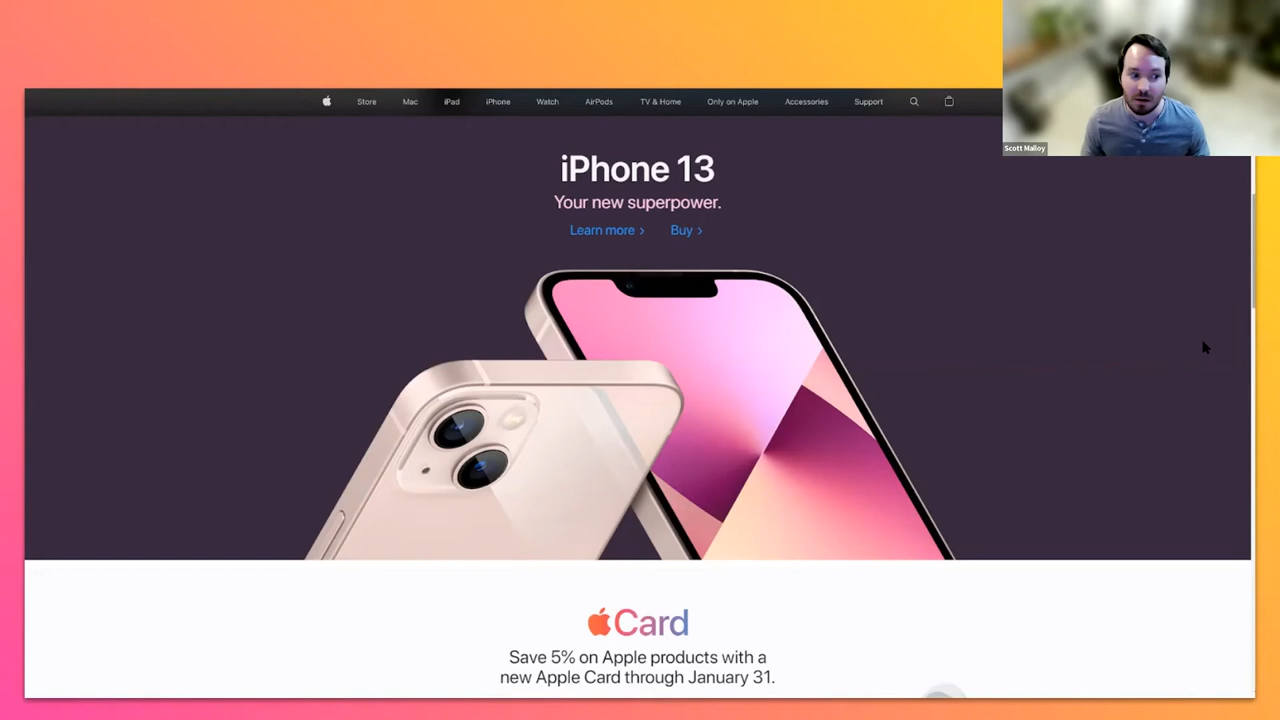 Store Mac iPad iPhone Watch AirPods TV & Home Only on Apple Accessories Support
Scott Malloy
iPhone 13
Your new superpower.
Learn more > Buy >
Card
Save 5% on Apple products with a
new Apple Card through January 31.